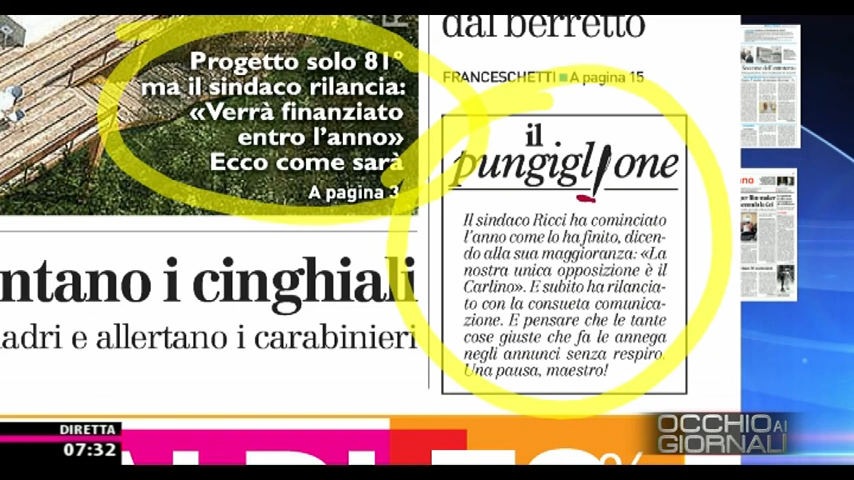 dal berretto
FRANCESCHETTI ■ A pagina 15
Progetto solo 81°
ma il sindaco rilancia:
«Verrà finanziato
entro l'anno»
Ecco come sarà
A pagina 3
il
pungiglione
Il sindaco Ricci ha cominciato
l'anno come lo ha finito, dicen-
do alla sua maggioranza: «La
nostra unica opposizione è il
Carlino». E subito ha rilancia-
to con la consueta comunica-
zione. E pensare che le tante
cose giuste che fa le annega
negli annunci senza respiro.
Una pausa, maestro!
ntano i cinghiali
adri e allertano i carabinieri
DIRETTA
07:32
OCCHIO AI
GIORNALI